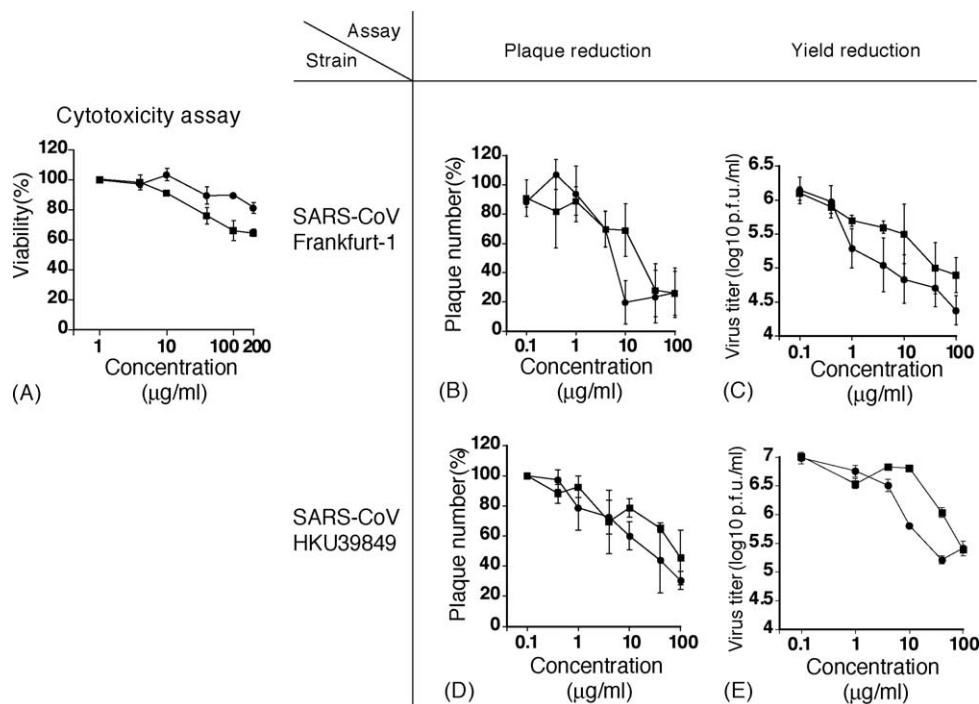 Assay
Strain
Plaque reduction
Yield reduction
Cytotoxicity assay
120
100
80
60
40
20
0
Viability(%)
1
10
100
200
Concentration
(μg/ml)
(A)
SARS-CoV
Frankfurt-1
120
100
80
60
40
20
0
Plaque number(%)
0.1
1
10
100
Concentration
(μg/ml)
(B)
6.5
6
5.5
5
4.5
4
Virus titer (log10 p.f.u./ml)
0.1
1
10
100
Concentration
(μg/ml)
(C)
SARS-CoV
HKU39849
120
100
80
60
40
20
0
Plaque number(%)
0.1
1
10
100
Concentration
(μg/ml)
(D)
7
6.5
6
5.5
5
4.5
4
Virus titer (log10 p.f.u./ml)
0.1
1
10
100
Concentration
(μg/ml)
(E)